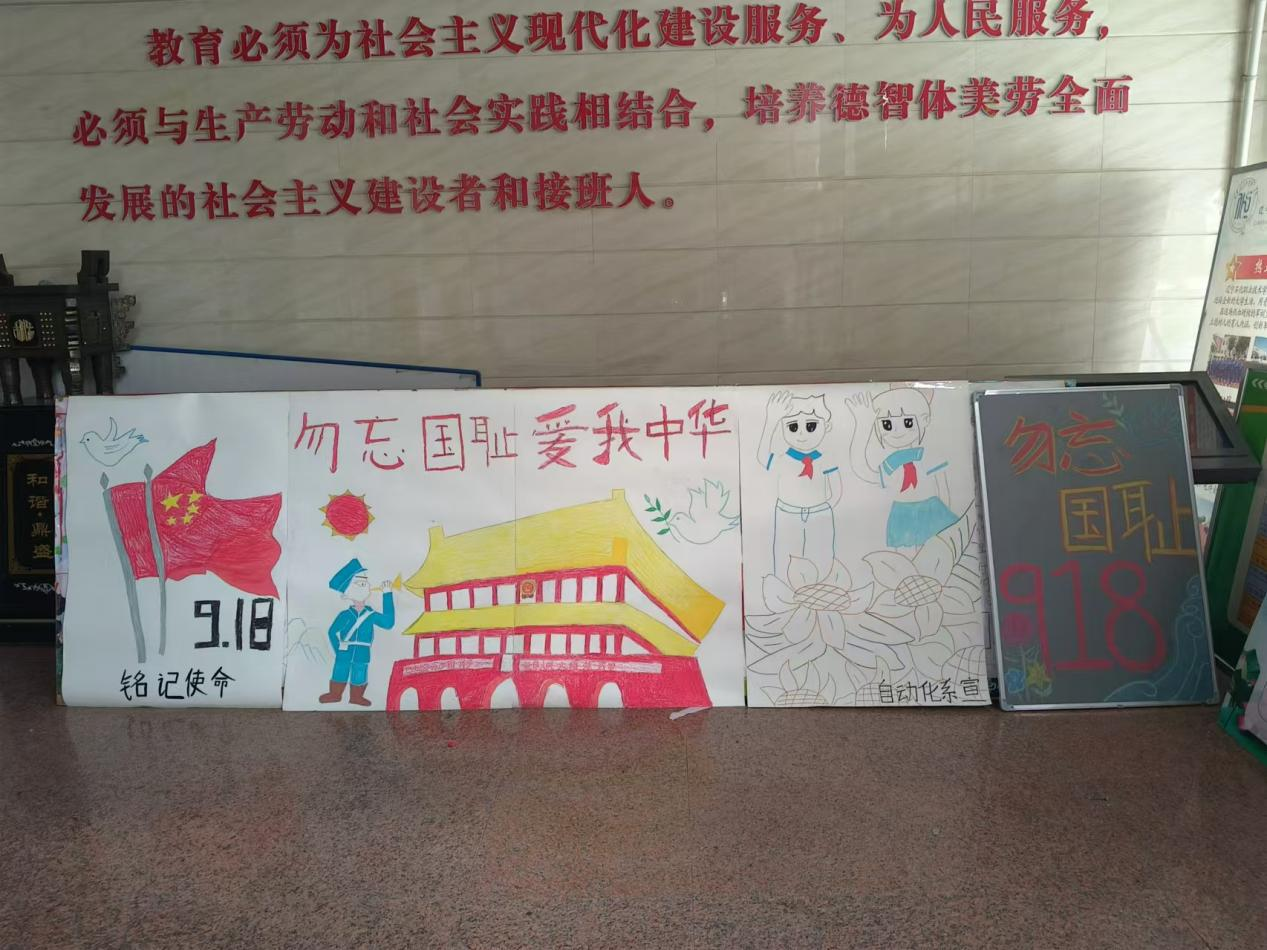 教育必须为社会主义现代化建设服务、为人民服务，
必须与生产劳动和社会实践相结合，培养德智体美劳全面
发展的社会主义建设者和接班人。
勿忘国耻 爱我中华
9.18
铭记使命
自动化系宣
勿忘
国耻
918
和谐·鼎盛